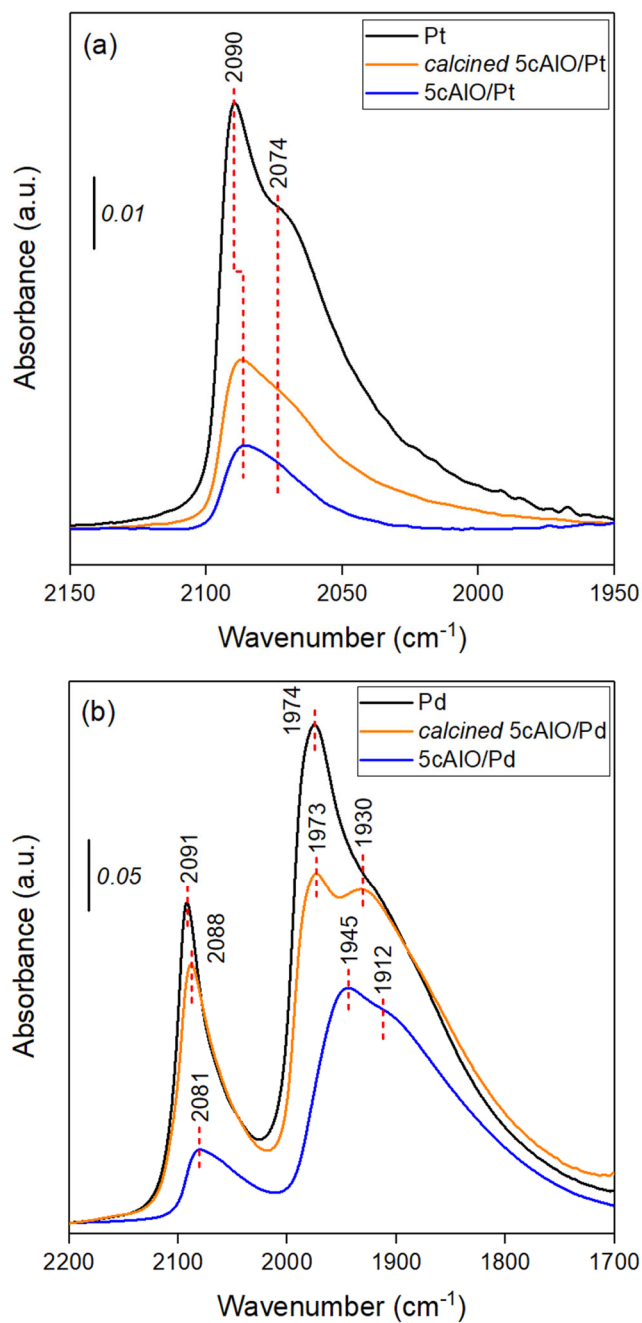 (a)
Pt
calcined 5cAlO/Pt
5cAlO/Pt
2090
2074
0.01
Absorbance (a.u.)
2150 2100 2050 2000 1950
Wavenumber (cm⁻¹)
(b)
Pd
calcined 5cAlO/Pd
5cAlO/Pd
1974
1973
1930
2091
2088
0.05
1945
1912
2081
Absorbance (a.u.)
2200 2100 2000 1900 1800 1700
Wavenumber (cm⁻¹)